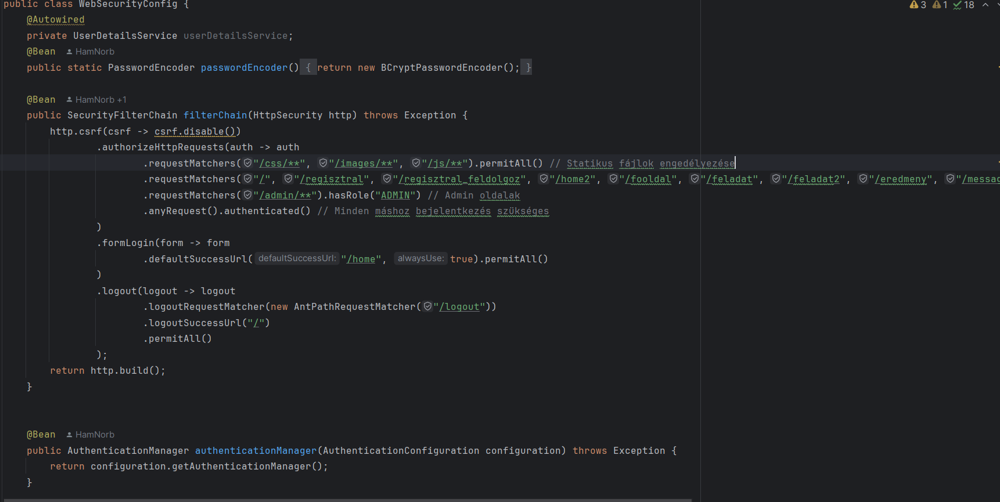 public class WebSecurityConfig {
3 1 18
@Autowired
private UserDetailsService userDetailsService;
@Bean HamNorb
public static PasswordEncoder passwordEncoder() { return new BCryptPasswordEncoder(); }
@Bean HamNorb +1
public SecurityFilterChain filterChain(HttpSecurity http) throws Exception {
http.csrf(csrf -> csrf.disable())
.authorizeHttpRequests(auth -> auth
.requestMatchers("/css/**", "/images/**", "/js/**").permitAll() // Statikus fájlok engedélyezése
.requestMatchers("/", "/regisztral", "/regisztral_feldolgoz", "/home2", "/fooldal", "/feladat", "/feladat2", "/eredmeny", "/messag
.requestMatchers("/admin/**").hasRole("ADMIN") // Admin oldalak
.anyRequest().authenticated() // Minden máshoz bejelentkezés szükséges
)
.formLogin(form -> form
.defaultSuccessUrl( defaultSuccessUrl: "/home", alwaysUse: true).permitAll()
)
.logout(logout -> logout
.logoutRequestMatcher(new AntPathRequestMatcher("/logout"))
.logoutSuccessUrl("/")
.permitAll()
);
return http.build();
}
@Bean HamNorb
public AuthenticationManager authenticationManager(AuthenticationConfiguration configuration) throws Exception {
return configuration.getAuthenticationManager();
}